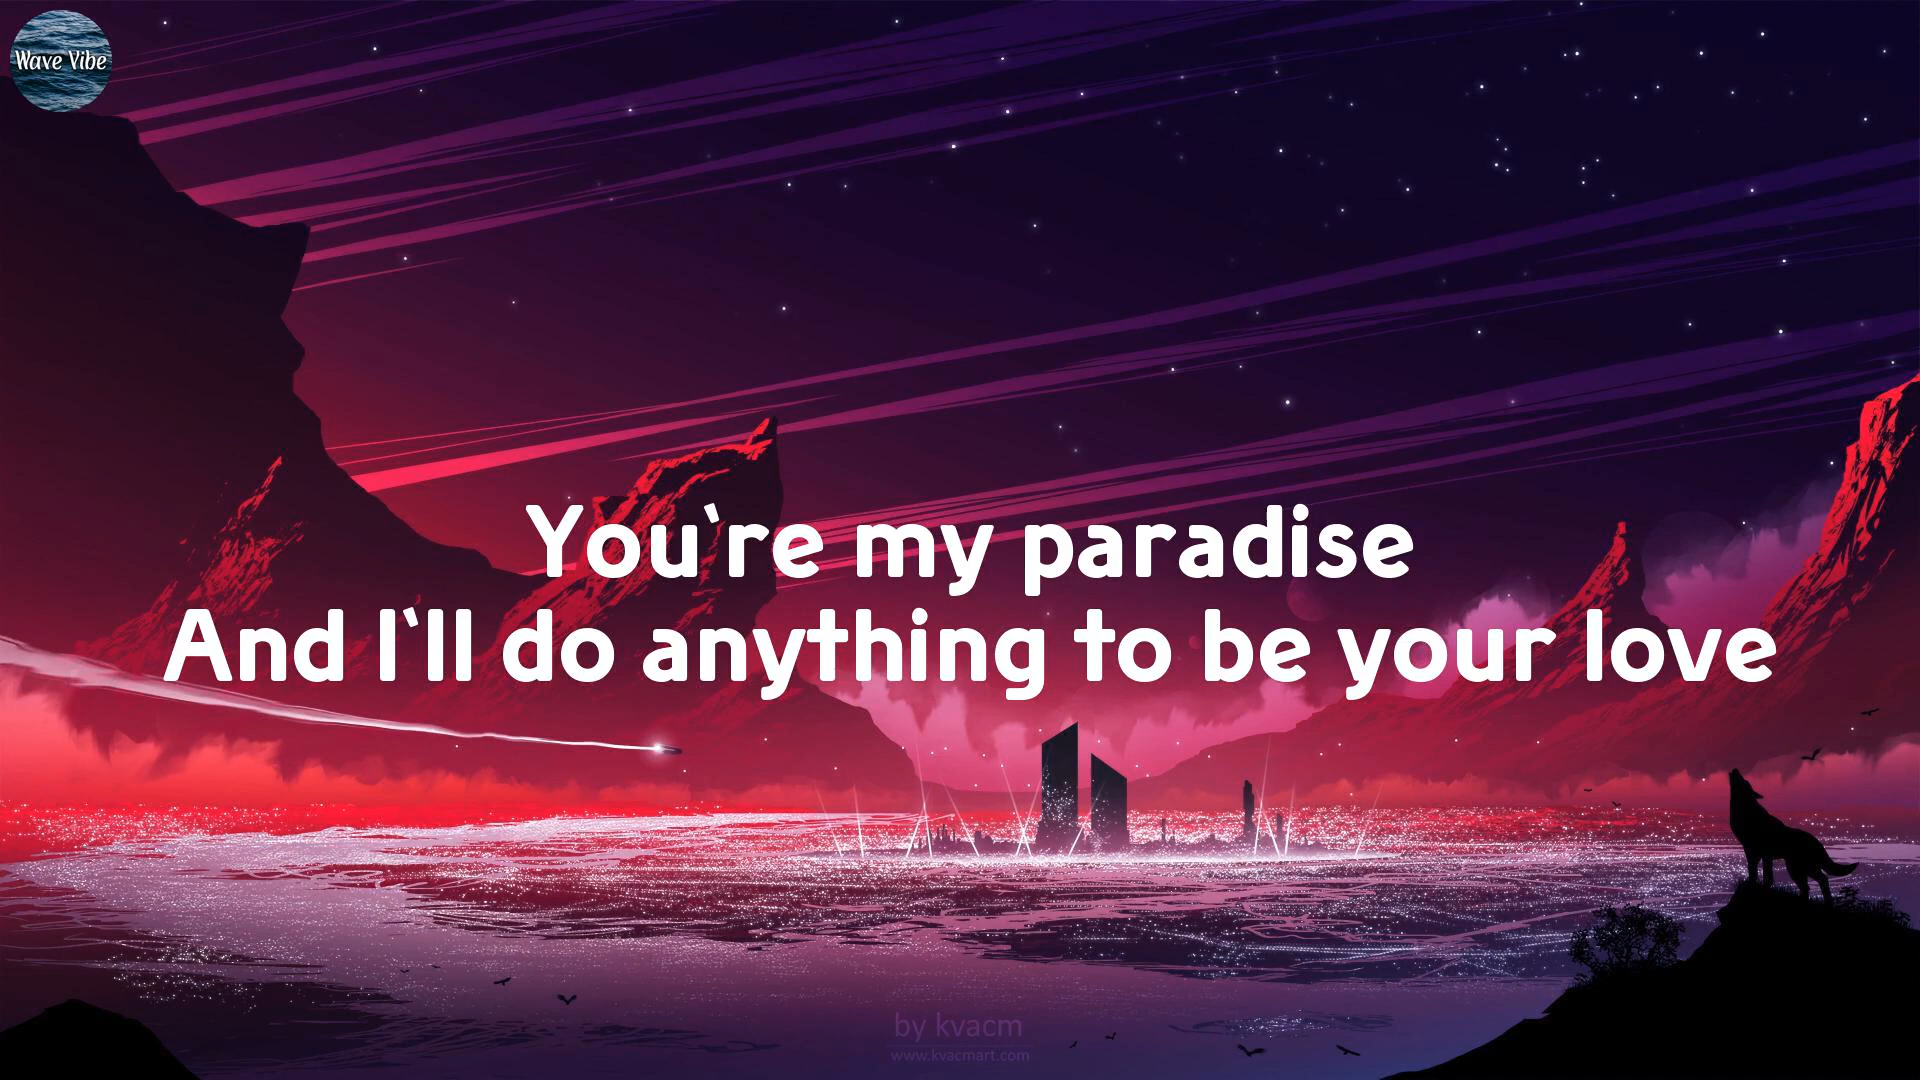 Wave Vibe
You're my paradise
And I'll do anything to be your love
by kvacm
www.kvacmart.com